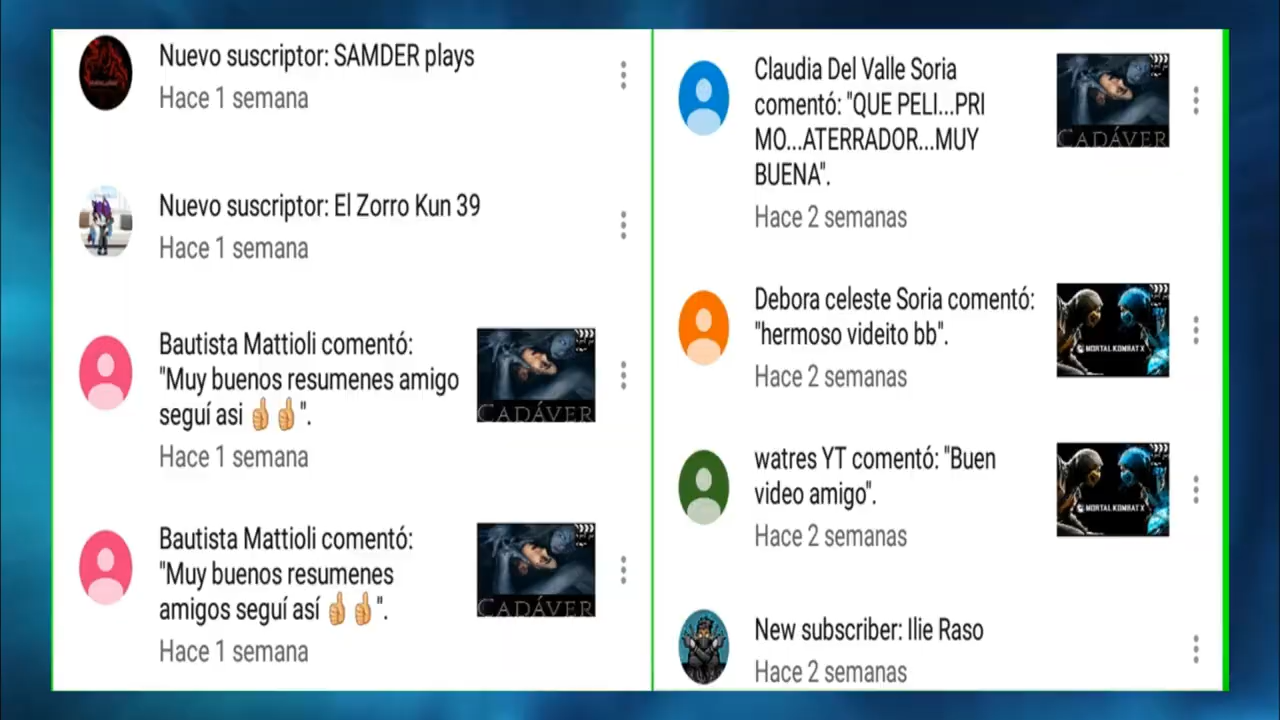 Nuevo suscriptor: SAMDER plays
Hace 1 semana
Nuevo suscriptor: El Zorro Kun 39
Hace 1 semana
Bautista Mattioli comentó:
"Muy buenos resumenes amigo
seguí asi 👍👍".
Hace 1 semana
CADÁVER
Bautista Mattioli comentó:
"Muy buenos resumenes
amigos seguí así 👍👍".
Hace 1 semana
CADÁVER
Claudia Del Valle Soria
comentó: "QUE PELI...PRI
MO...ATERRADOR...MUY
BUENA".
Hace 2 semanas
CADÁVER
Debora celeste Soria comentó:
"hermoso videito bb".
Hace 2 semanas
MORTAL KOMBAT X
watres YT comentó: "Buen
video amigo".
Hace 2 semanas
MORTAL KOMBAT X
New subscriber: Ilie Raso
Hace 2 semanas